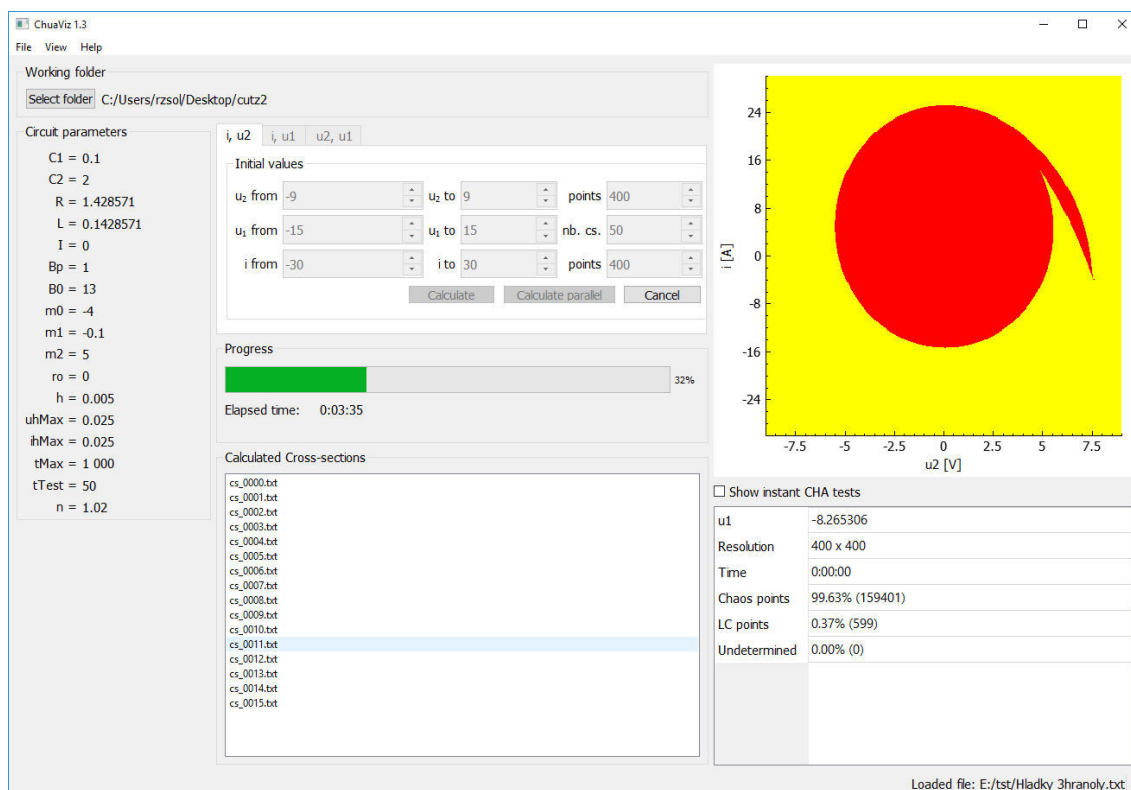 ChuaViz 1.3
File View Help
Working folder
Select folder C:/Users/rzsol/Desktop/cutz2
Circuit parameters
C1 = 0.1
C2 = 2
R = 1.428571
L = 0.1428571
I = 0
Bp = 1
B0 = 13
m0 = -4
m1 = -0.1
m2 = 5
ro = 0
h = 0.005
uhMax = 0.025
ihMax = 0.025
tMax = 1 000
tTest = 50
n = 1.02
i, u2 i, u1 u2, u1
Initial values
u₂ from -9 u₂ to 9 points 400
u₁ from -15 u₁ to 15 nb. cs. 50
i from -30 i to 30 points 400
Calculate Calculate parallel Cancel
Progress
32%
Elapsed time: 0:03:35
Calculated Cross-sections
cs_0000.txt
cs_0001.txt
cs_0002.txt
cs_0003.txt
cs_0004.txt
cs_0005.txt
cs_0006.txt
cs_0007.txt
cs_0008.txt
cs_0009.txt
cs_0010.txt
cs_0011.txt
cs_0012.txt
cs_0013.txt
cs_0014.txt
cs_0015.txt
24
16
8
0
-8
-16
-24
i [A]
-7.5 -5 -2.5 0 2.5 5 7.5
u2 [V]
Show instant CHA tests
u1 -8.265306
Resolution 400 x 400
Time 0:00:00
Chaos points 99.63% (159401)
LC points 0.37% (599)
Undetermined 0.00% (0)
Loaded file: E:/tst/Hladky 3hranoly.txt